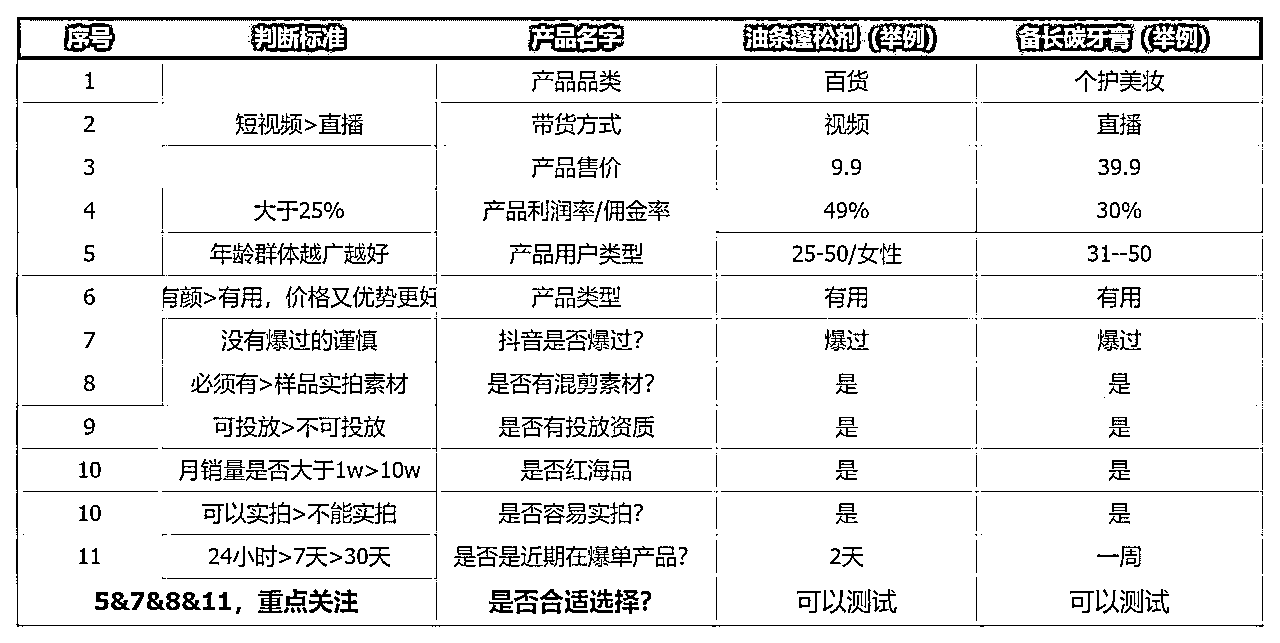 序号 判断标准 产品名字 油条蓬松剂（举例） 备长碳牙膏（举例）
1 产品品类 百货 个护美妆
2 短视频>直播 带货方式 视频 直播
3 产品售价 9.9 39.9
4 大于25% 产品利润率/佣金率 49% 30%
5 年龄群体越广越好 产品用户类型 25-50/女性 31--50
6 有颜>有用，价格又优势更好 产品类型 有用 有用
7 没有爆过的谨慎 抖音是否爆过？ 爆过 爆过
8 必须有>样品实拍素材 是否有混剪素材？ 是 是
9 可投放>不可投放 是否有投放资质 是 是
10 月销量是否大于1w>10w 是否红海品 是 是
10 可以实拍>不能实拍 是否容易实拍？ 是 是
11 24小时>7天>30天 是否是近期在爆单产品？ 2天 一周
5&7&8&11，重点关注 是否合适选择？ 可以测试 可以测试